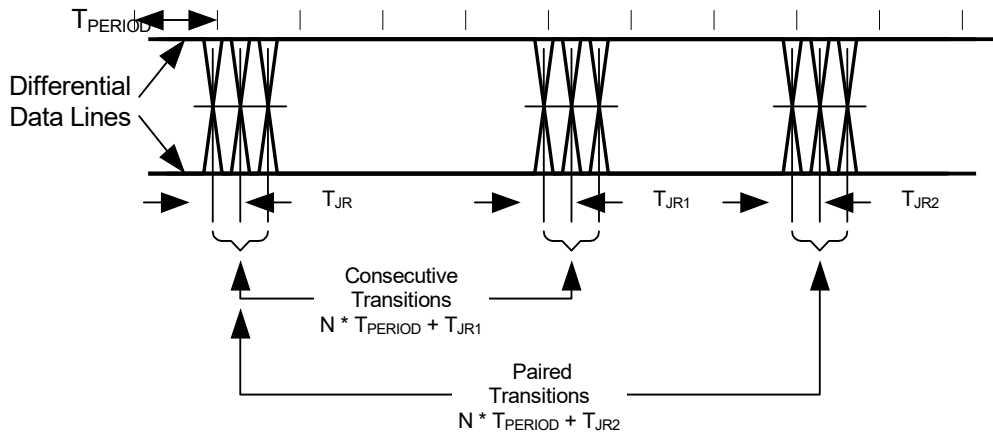 TPERIOD
Differential
Data Lines
TJR
TJR1
TJR2
Consecutive
Transitions
N * TPERIOD + TJR1
Paired
Transitions
N * TPERIOD + TJR2